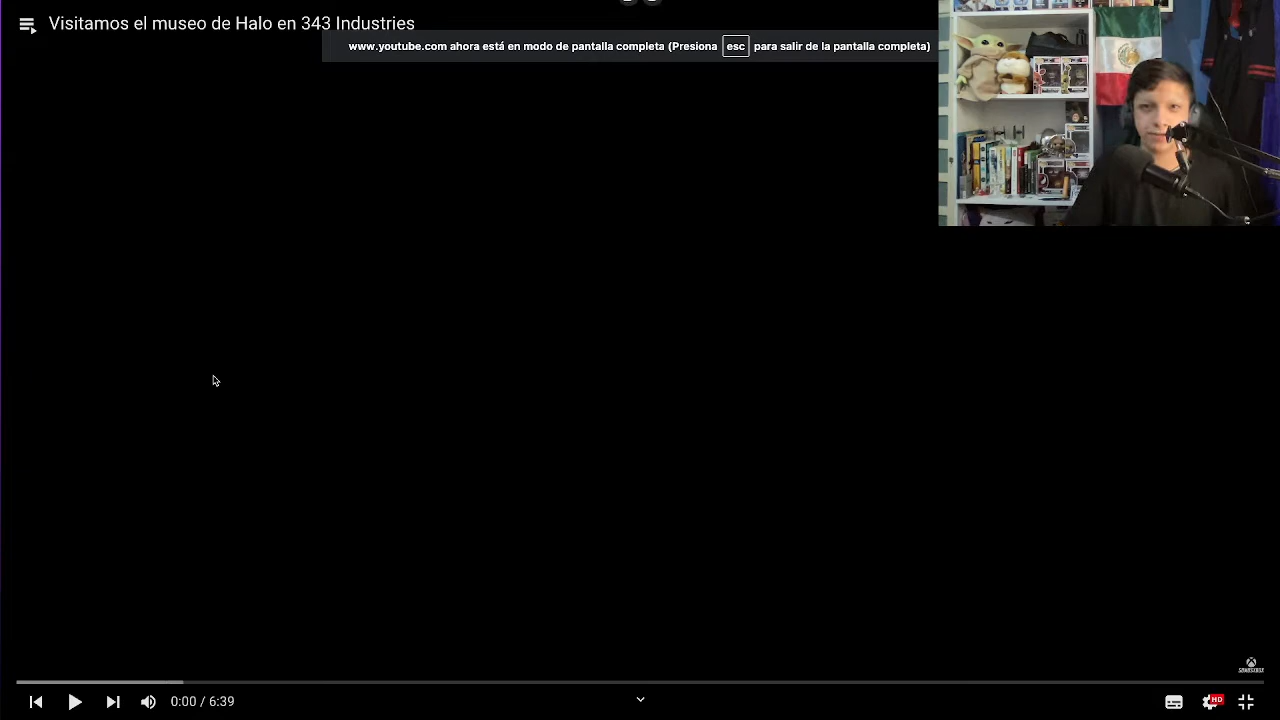 Visitamos el museo de Halo en 343 Industries
www.youtube.com ahora está en modo de pantalla completa (Presiona esc para salir de la pantalla completa)
0:00 / 6:39
HD